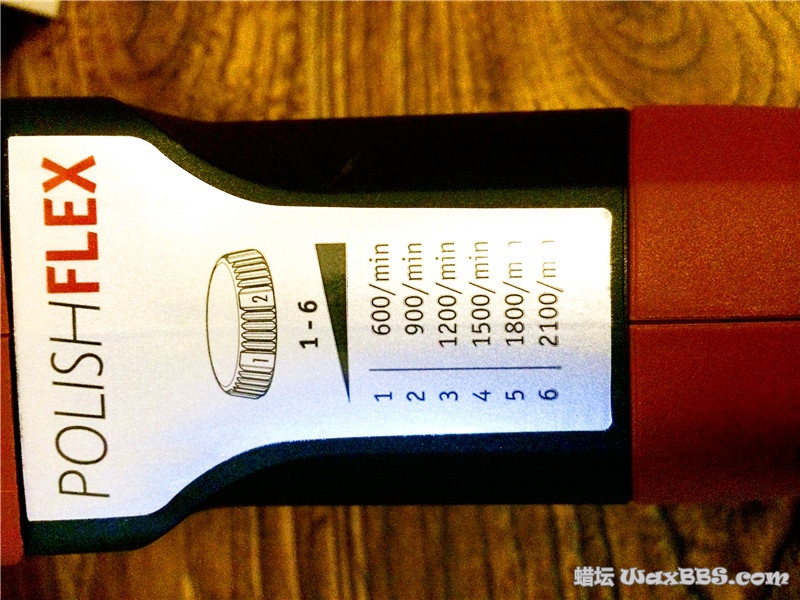 POLISHFLEX
1
2
1 - 6
1 600/min
2 900/min
3 1200/min
4 1500/min
5 1800/m ı
6 2100/m ı
蜡坛 WaxBBS.com